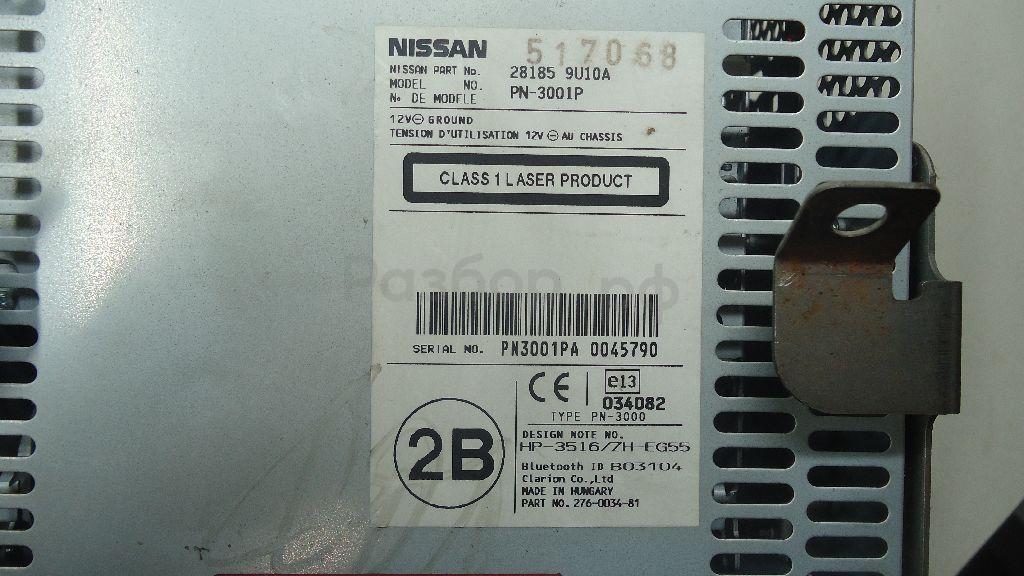 NISSAN 517068
NISSAN PART No. 28185 9U10A
MODEL NO. PN-3001P
N° DE MODELE
12V⊖ GROUND
TENSION D'UTILISATION 12V ⊖ AU CHASSIS
CLASS 1 LASER PRODUCT
Разбор.рф
SERIAL NO. PN3001PA 0045790
CE e13
034082
TYPE PN-3000
2B
DESIGN NOTE NO.
HP-3516/7H-EG55
Bluetooth ID B03104
Clarion Co.,Ltd
MADE IN HUNGARY
PART NO. 276-0034-81